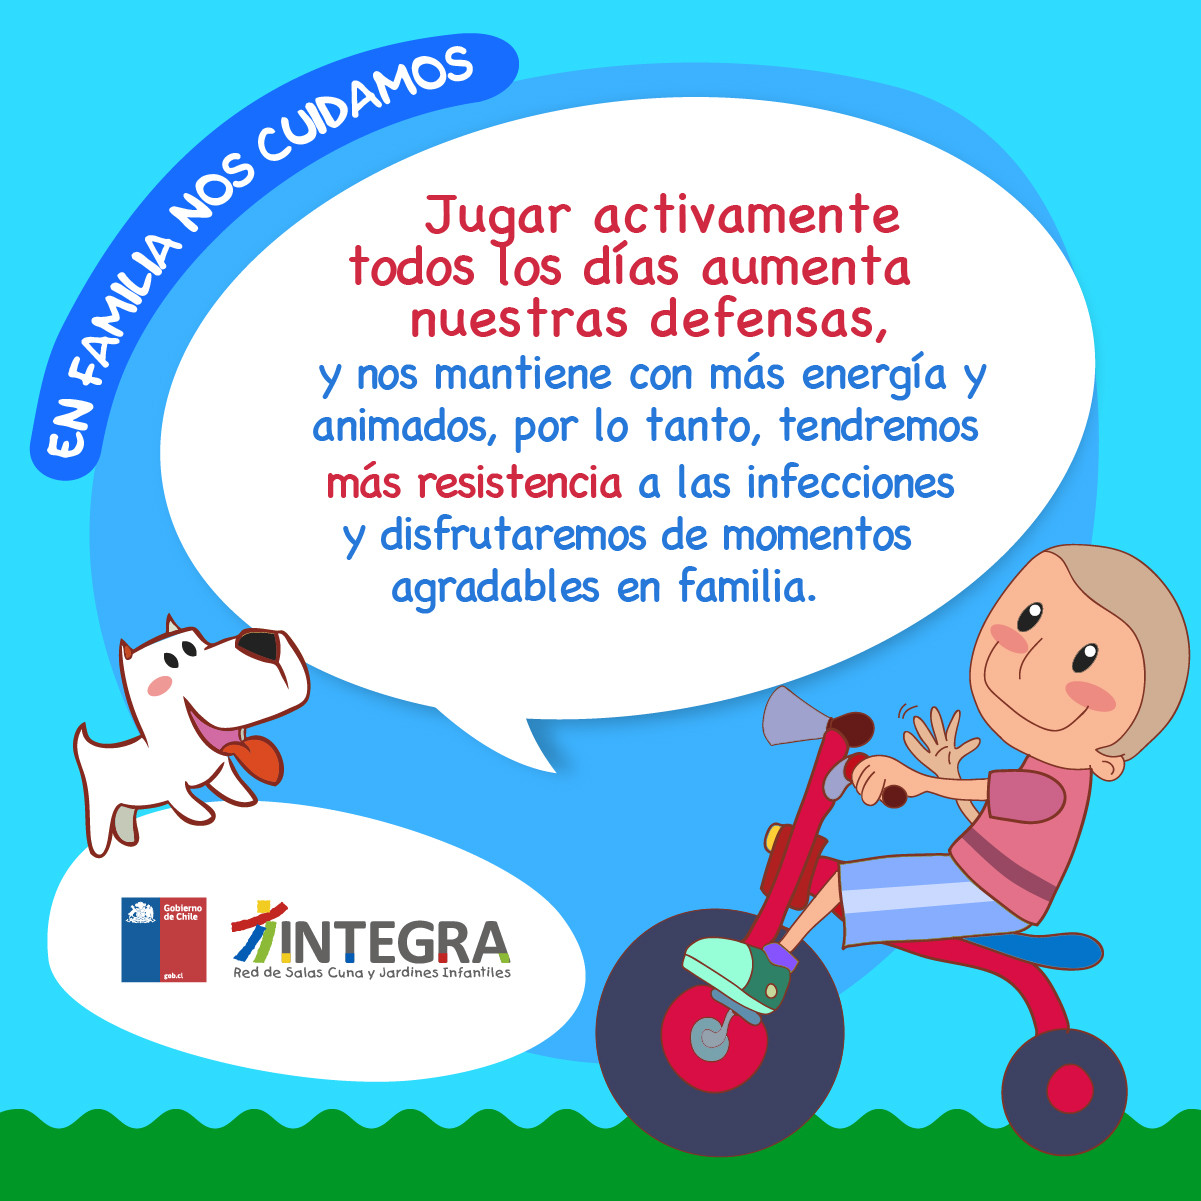 EN FAMILIA NOS CUIDAMOS
Jugar activamente
todos los días aumenta
nuestras defensas,
y nos mantiene con más energía y
animados, por lo tanto, tendremos
más resistencia a las infecciones
y disfrutaremos de momentos
agradables en familia.
Gobierno
de Chile
gob.cl
INTEGRA
Red de Salas Cuna y Jardines Infantiles